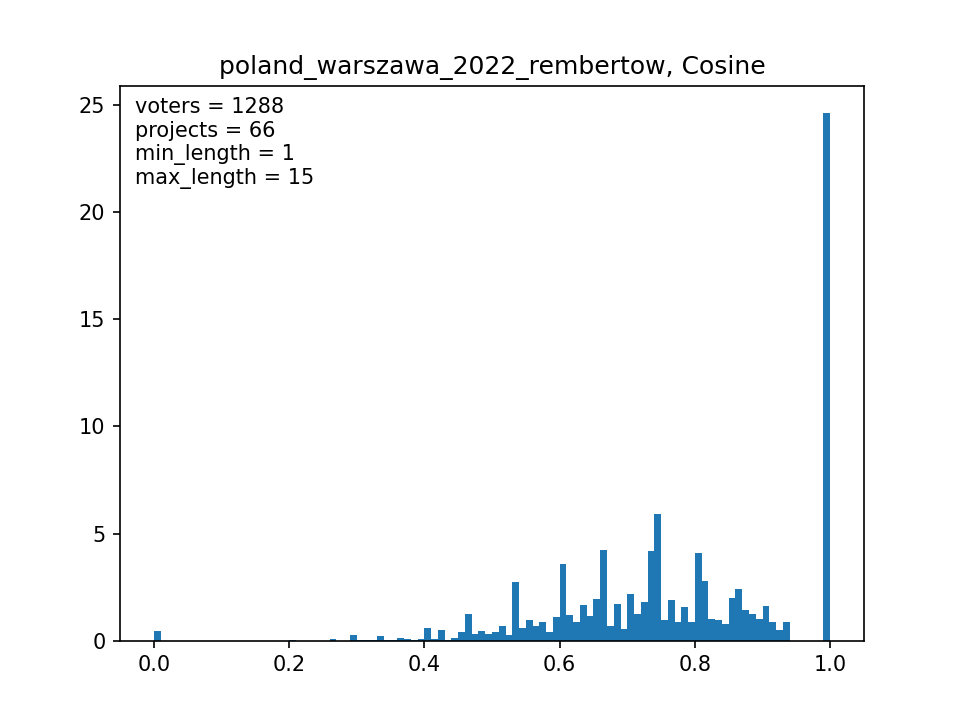 poland_warszawa_2022_rembertow, Cosine
voters = 1288
projects = 66
min_length = 1
max_length = 15
25
20
15
10
5
0
0.0 0.2 0.4 0.6 0.8 1.0